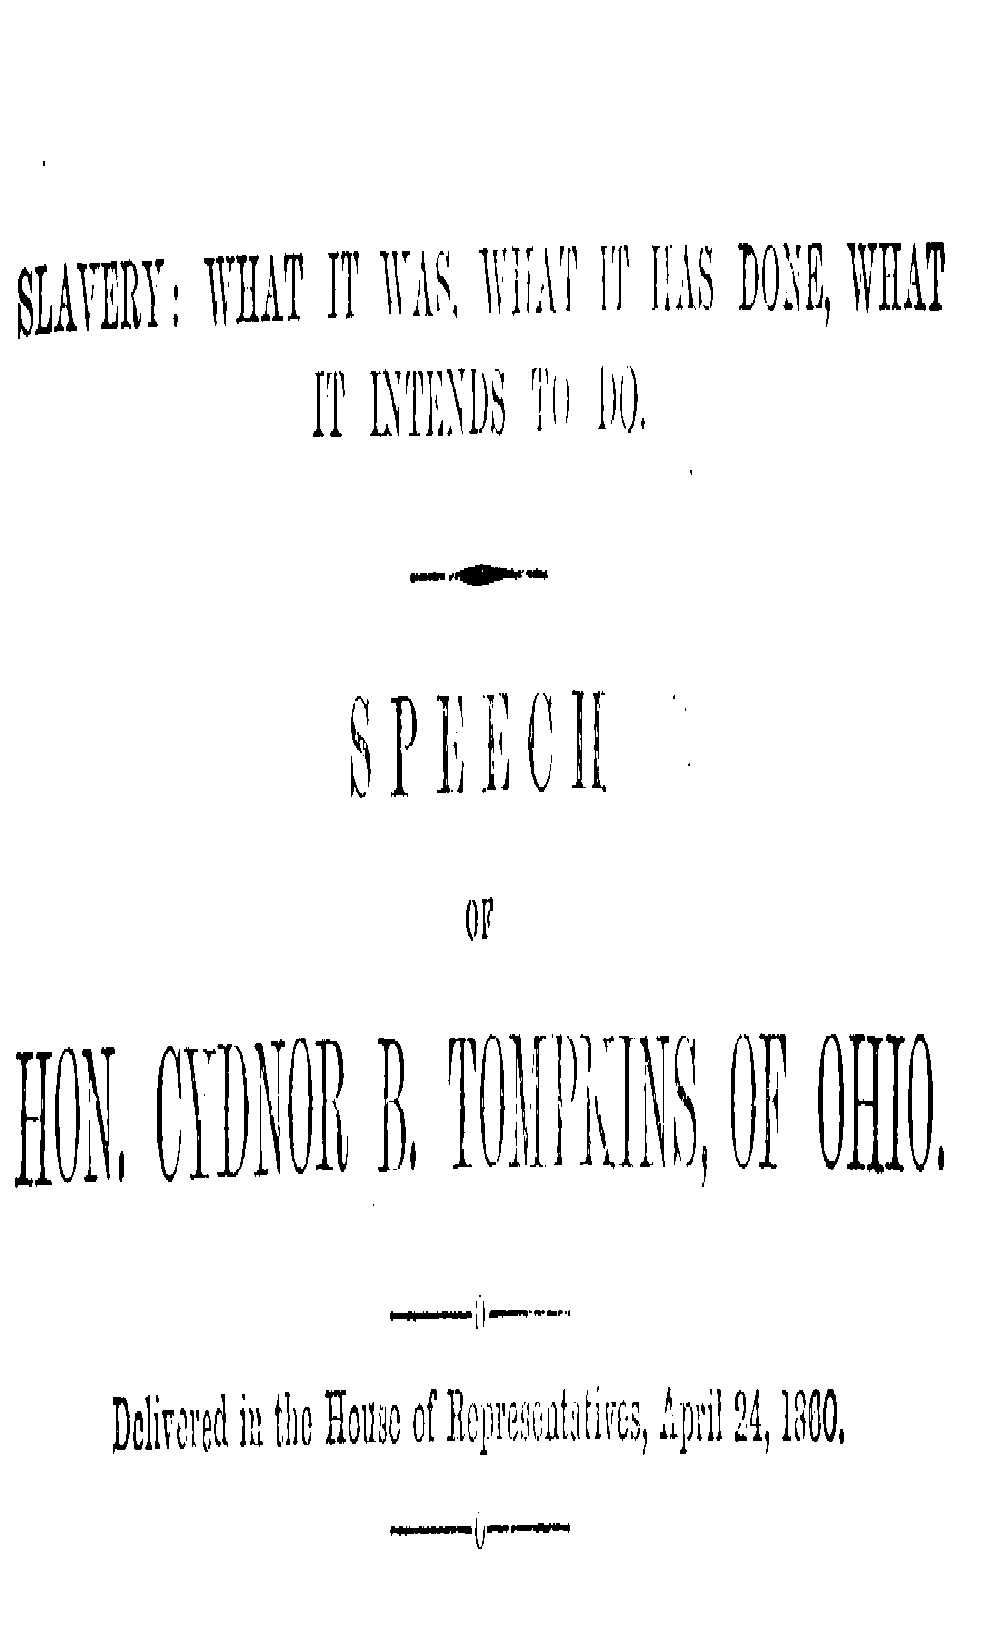 SLAVERY: WHAT IT WAS, WHAT IT HAS DONE, WHAT
IT INTENDS TO DO.
SPEECH
OF
HON. CYDNOR B. TOMPKINS, OF OHIO.
Delivered in the House of Representatives, April 24, 1860.